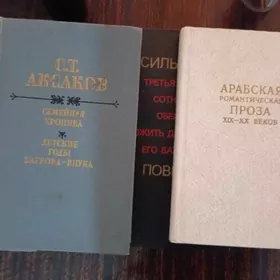 С.Т.
АКСАКОВ
СЕМЕЙНАЯ
ХРОНИКА
ДЕТСКИЕ
ГОДЫ
БАГРОВА-ВНУКА
СИЛЬ
ТРЕТЬ
СОТН
ОБЕ
ОЖИТЬ Д
ЕГО БА
ПОВ
АРАБСКАЯ
РОМАНТИЧЕСКАЯ
ПРОЗА
XIX-XX ВЕКОВ